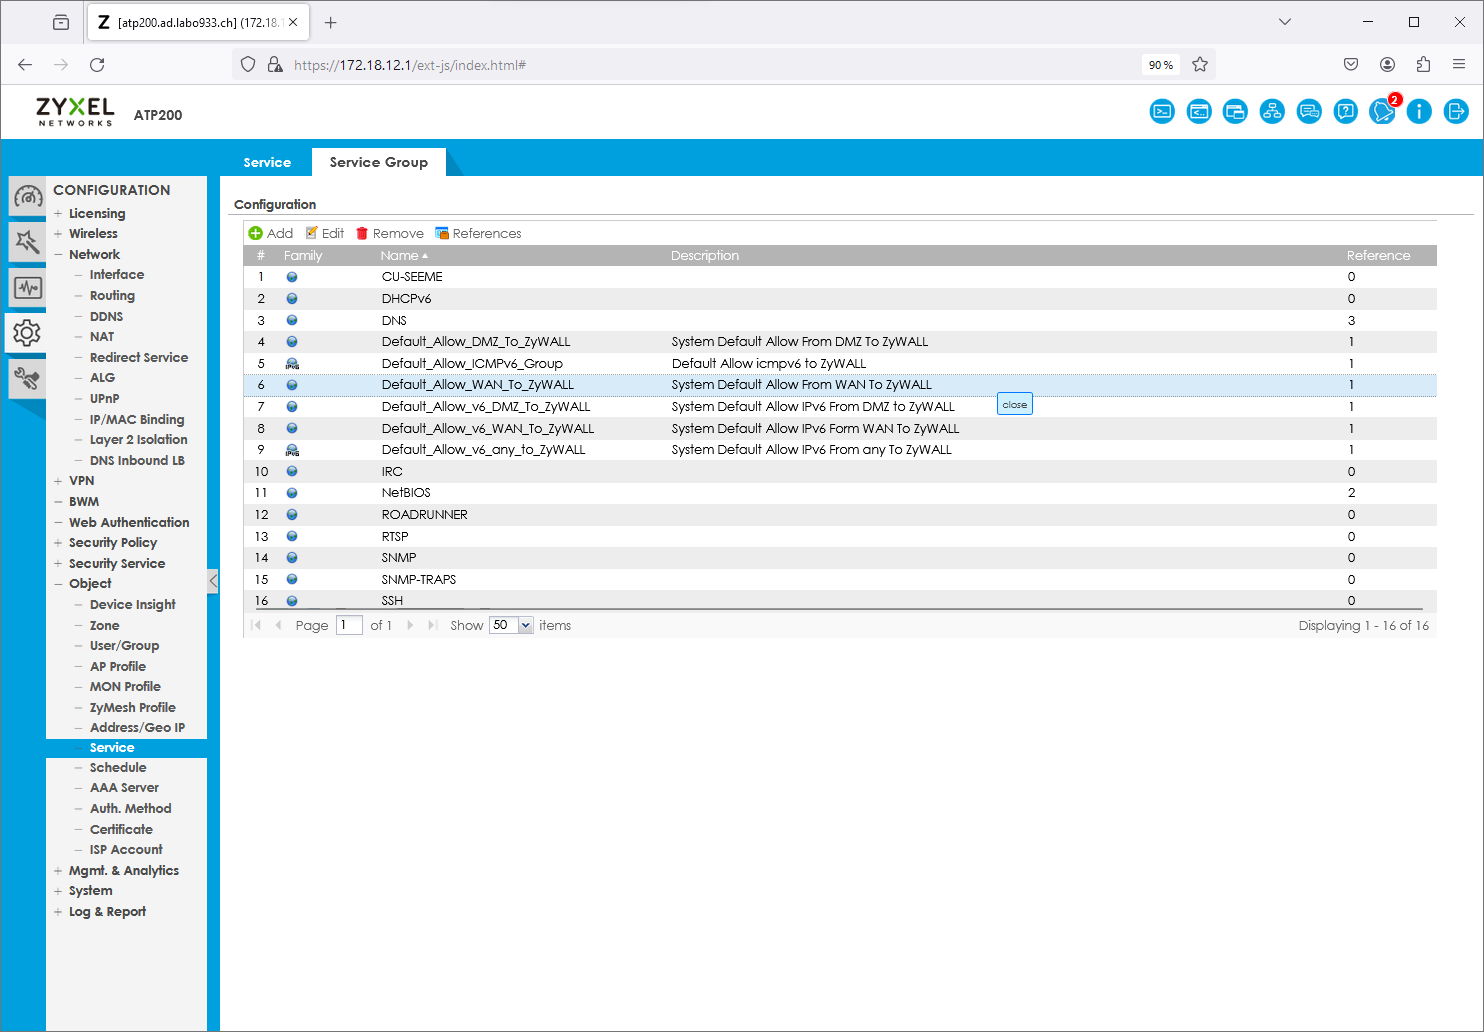 [atp200.ad.labo933.ch] (172.18.1
https://172.18.12.1/ext-js/index.html#
90 %
ZYXEL
NETWORKS
ATP200
2
Service
Service Group
CONFIGURATION
Licensing
Wireless
Network
Interface
Routing
DDNS
NAT
Redirect Service
ALG
UPnP
IP/MAC Binding
Layer 2 Isolation
DNS Inbound LB
VPN
BWM
Web Authentication
Security Policy
Security Service
Object
Device Insight
Zone
User/Group
AP Profile
MON Profile
ZyMesh Profile
Address/Geo IP
Service
Schedule
AAA Server
Auth. Method
Certificate
ISP Account
Mgmt. & Analytics
System
Log & Report
Configuration
Add Edit Remove References
# Family Name Description Reference
1 CU-SEEME 0
2 DHCPv6 0
3 DNS 3
4 Default_Allow_DMZ_To_ZyWALL System Default Allow From DMZ To ZyWALL 1
5 IPv6 Default_Allow_ICMPv6_Group Default Allow icmpv6 to ZyWALL 1
6 Default_Allow_WAN_To_ZyWALL System Default Allow From WAN To ZyWALL 1
close
7 Default_Allow_v6_DMZ_To_ZyWALL System Default Allow IPv6 From DMZ to ZyWALL 1
8 Default_Allow_v6_WAN_To_ZyWALL System Default Allow IPv6 Form WAN To ZyWALL 1
9 IPv6 Default_Allow_v6_any_to_ZyWALL System Default Allow IPv6 From any To ZyWALL 1
10 IRC 0
11 NetBIOS 2
12 ROADRUNNER 0
13 RTSP 0
14 SNMP 0
15 SNMP-TRAPS 0
16 SSH 0
Page 1 of 1 Show 50 items Displaying 1 - 16 of 16